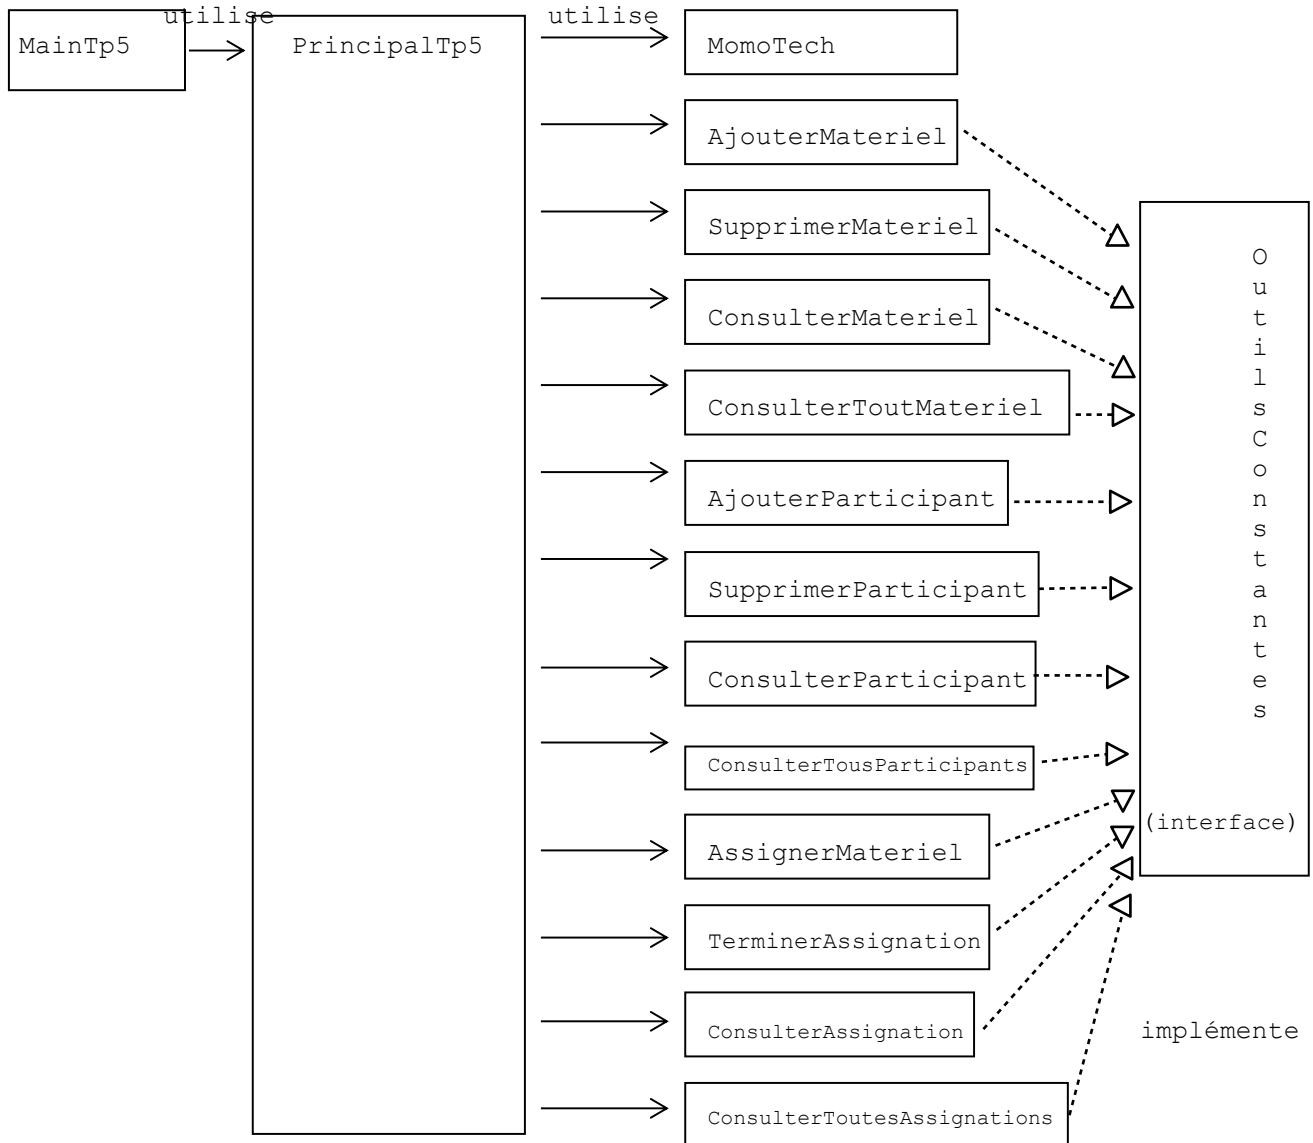 utilise
utilise
MainTp5
PrincipalTp5
MomoTech
AjouterMateriel
SupprimerMateriel
ConsulterMateriel
ConsulterToutMateriel
AjouterParticipant
SupprimerParticipant
ConsulterParticipant
ConsulterTousParticipants
AssignerMateriel
TerminerAssignation
ConsulterAssignation
ConsulterToutesAssignations
O
u
t
i
l
s
C
o
n
s
t
a
n
t
e
s
(interface)
implémente